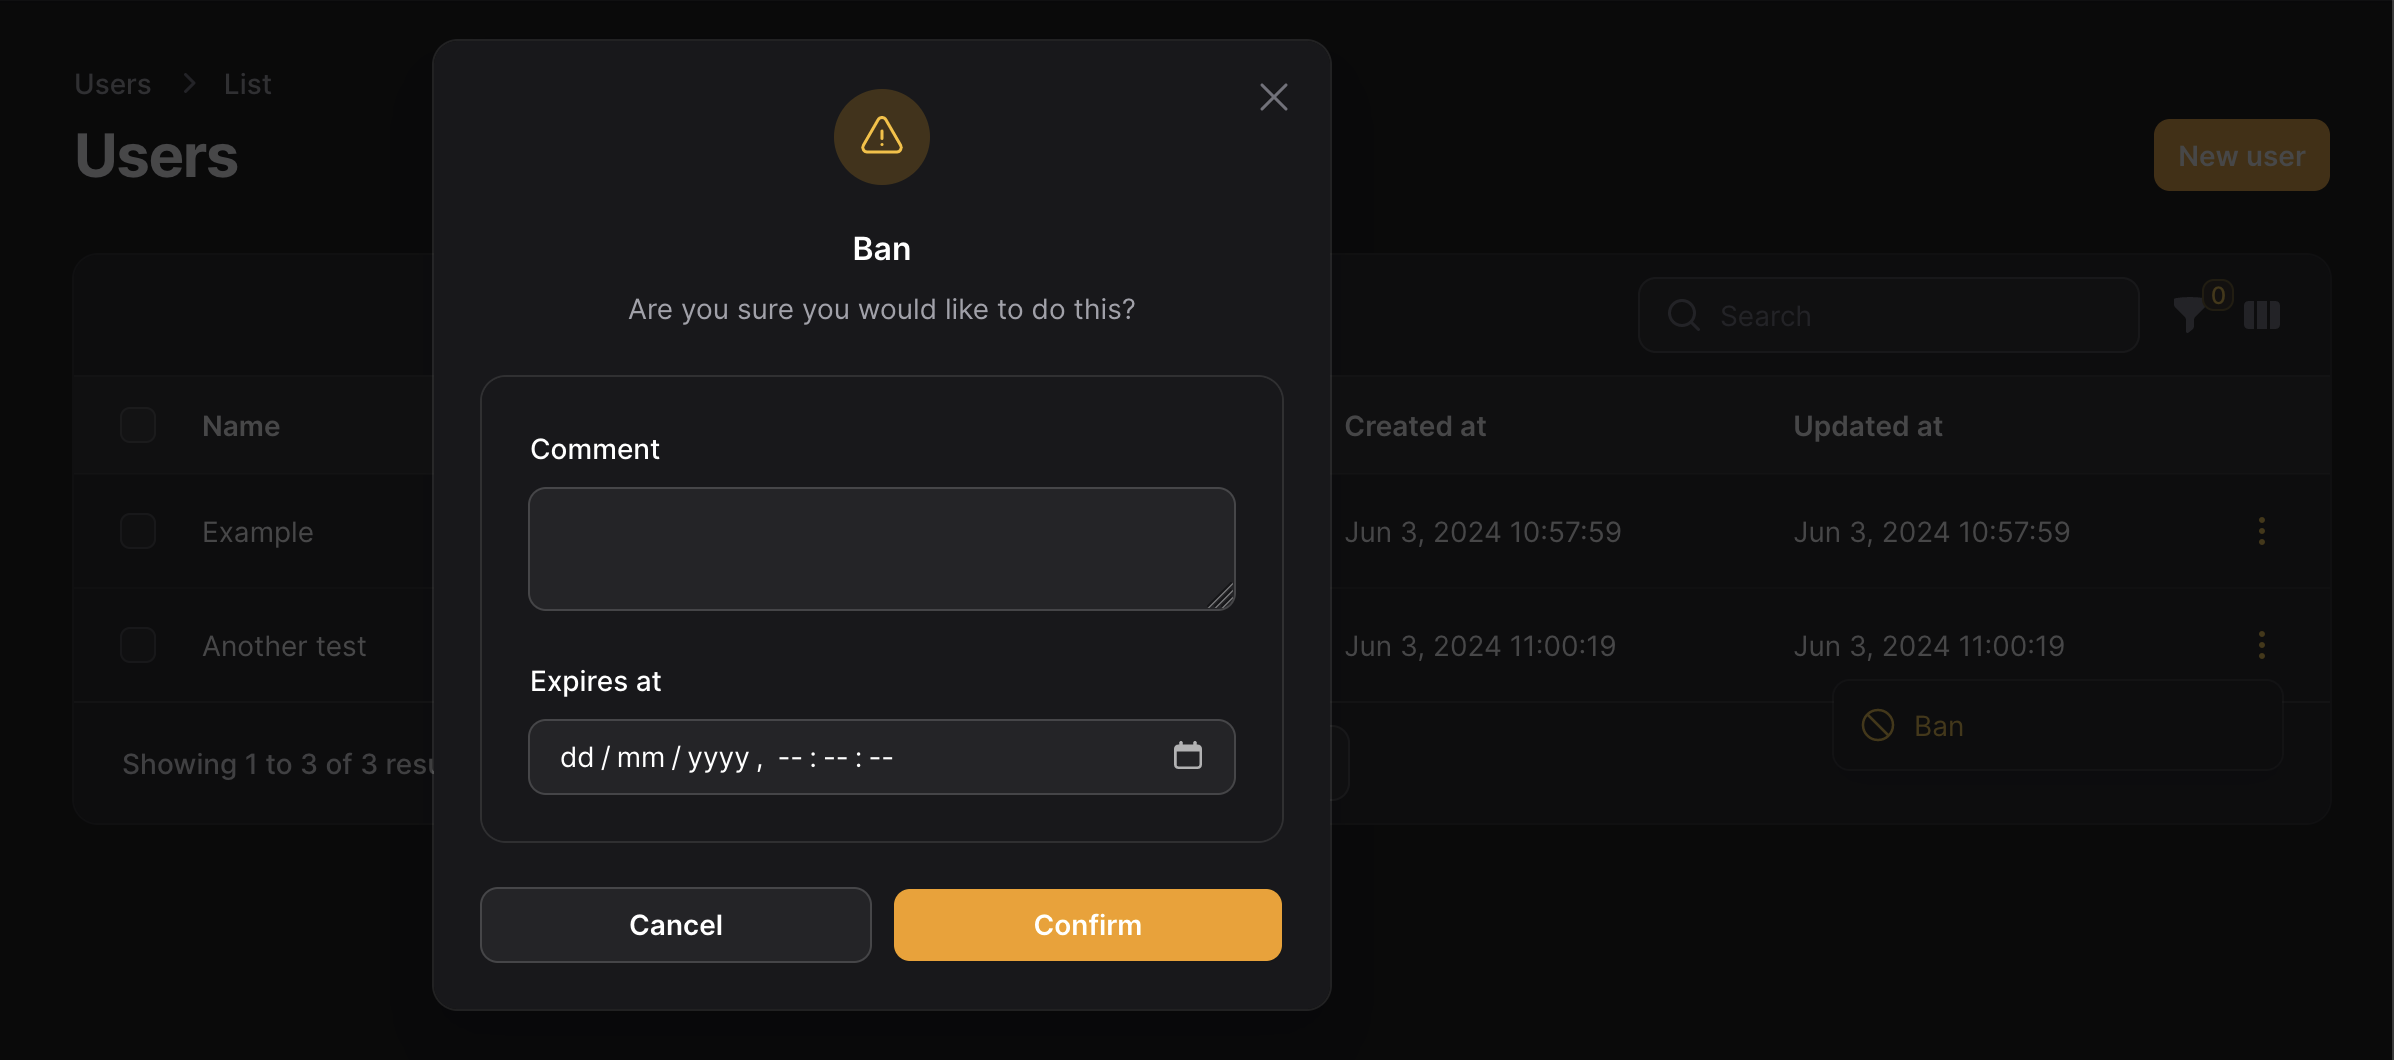 Users > List
Users
New user
Search
0
Name
Created at
Updated at
Example
Jun 3, 2024 10:57:59
Jun 3, 2024 10:57:59
Another test
Jun 3, 2024 11:00:19
Jun 3, 2024 11:00:19
Ban
Showing 1 to 3 of 3
Ban
Are you sure you would like to do this?
Comment
Expires at
dd/mm/yyyy, --:--:--
Cancel
Confirm